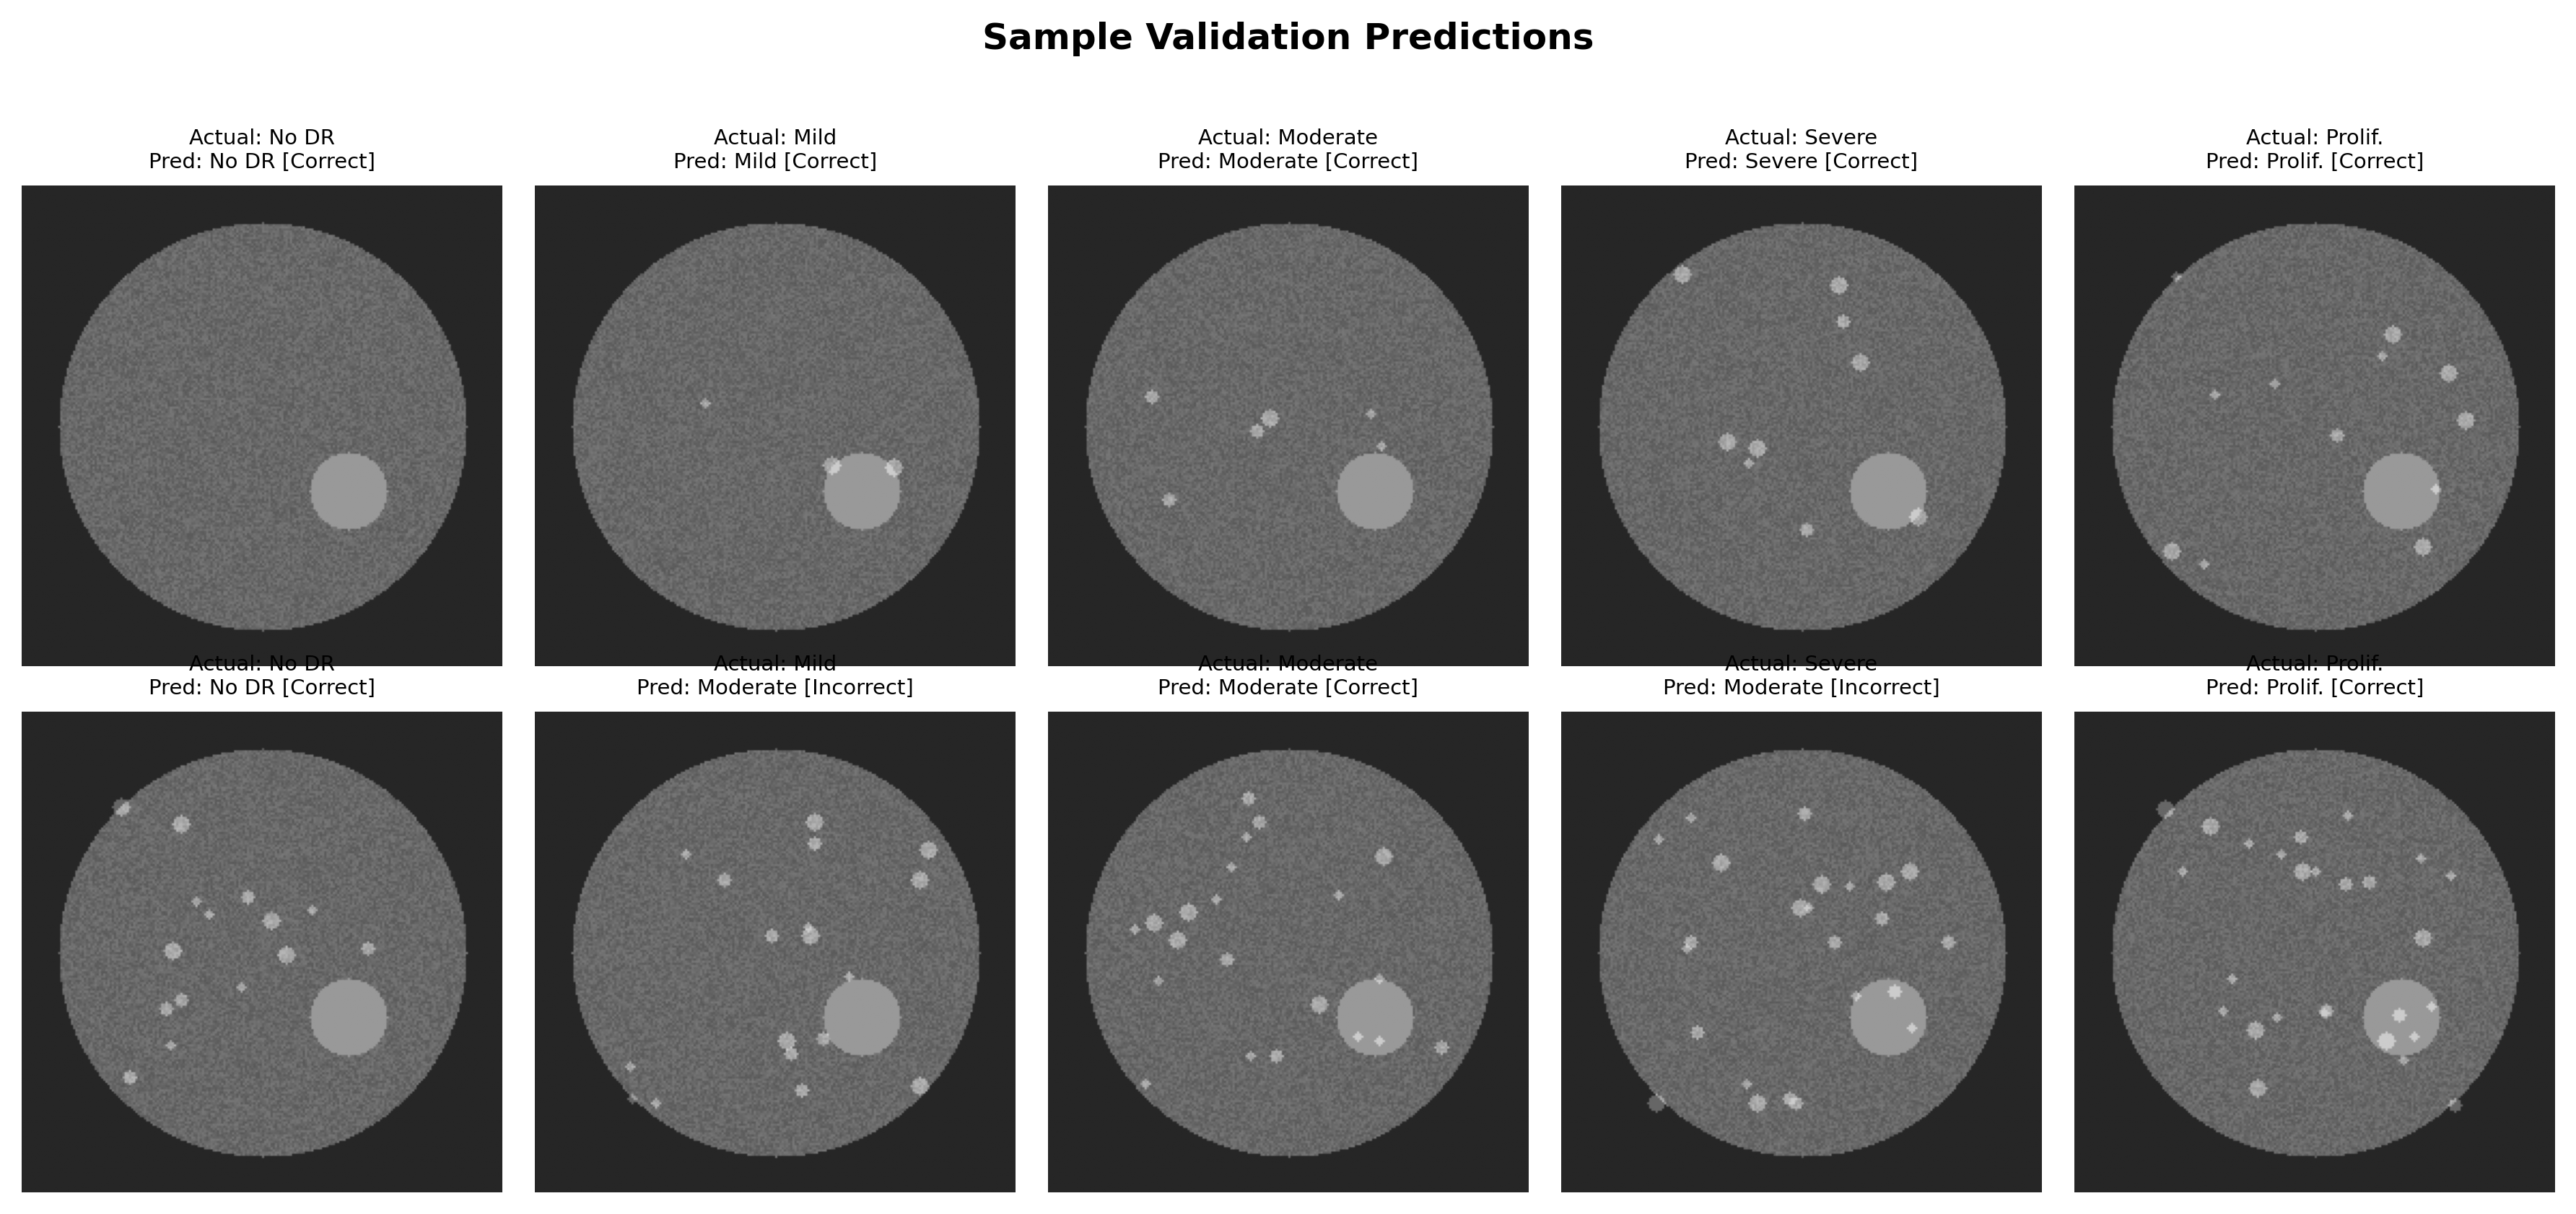 Sample Validation Predictions
Actual: No DR
Pred: No DR [Correct]
Actual: Mild
Pred: Mild [Correct]
Actual: Moderate
Pred: Moderate [Correct]
Actual: Severe
Pred: Severe [Correct]
Actual: Prolif.
Pred: Prolif. [Correct]
Actual: No DR
Pred: No DR [Correct]
Actual: Mild
Pred: Moderate [Incorrect]
Actual: Moderate
Pred: Moderate [Correct]
Actual: Severe
Pred: Moderate [Incorrect]
Actual: Prolif.
Pred: Prolif. [Correct]